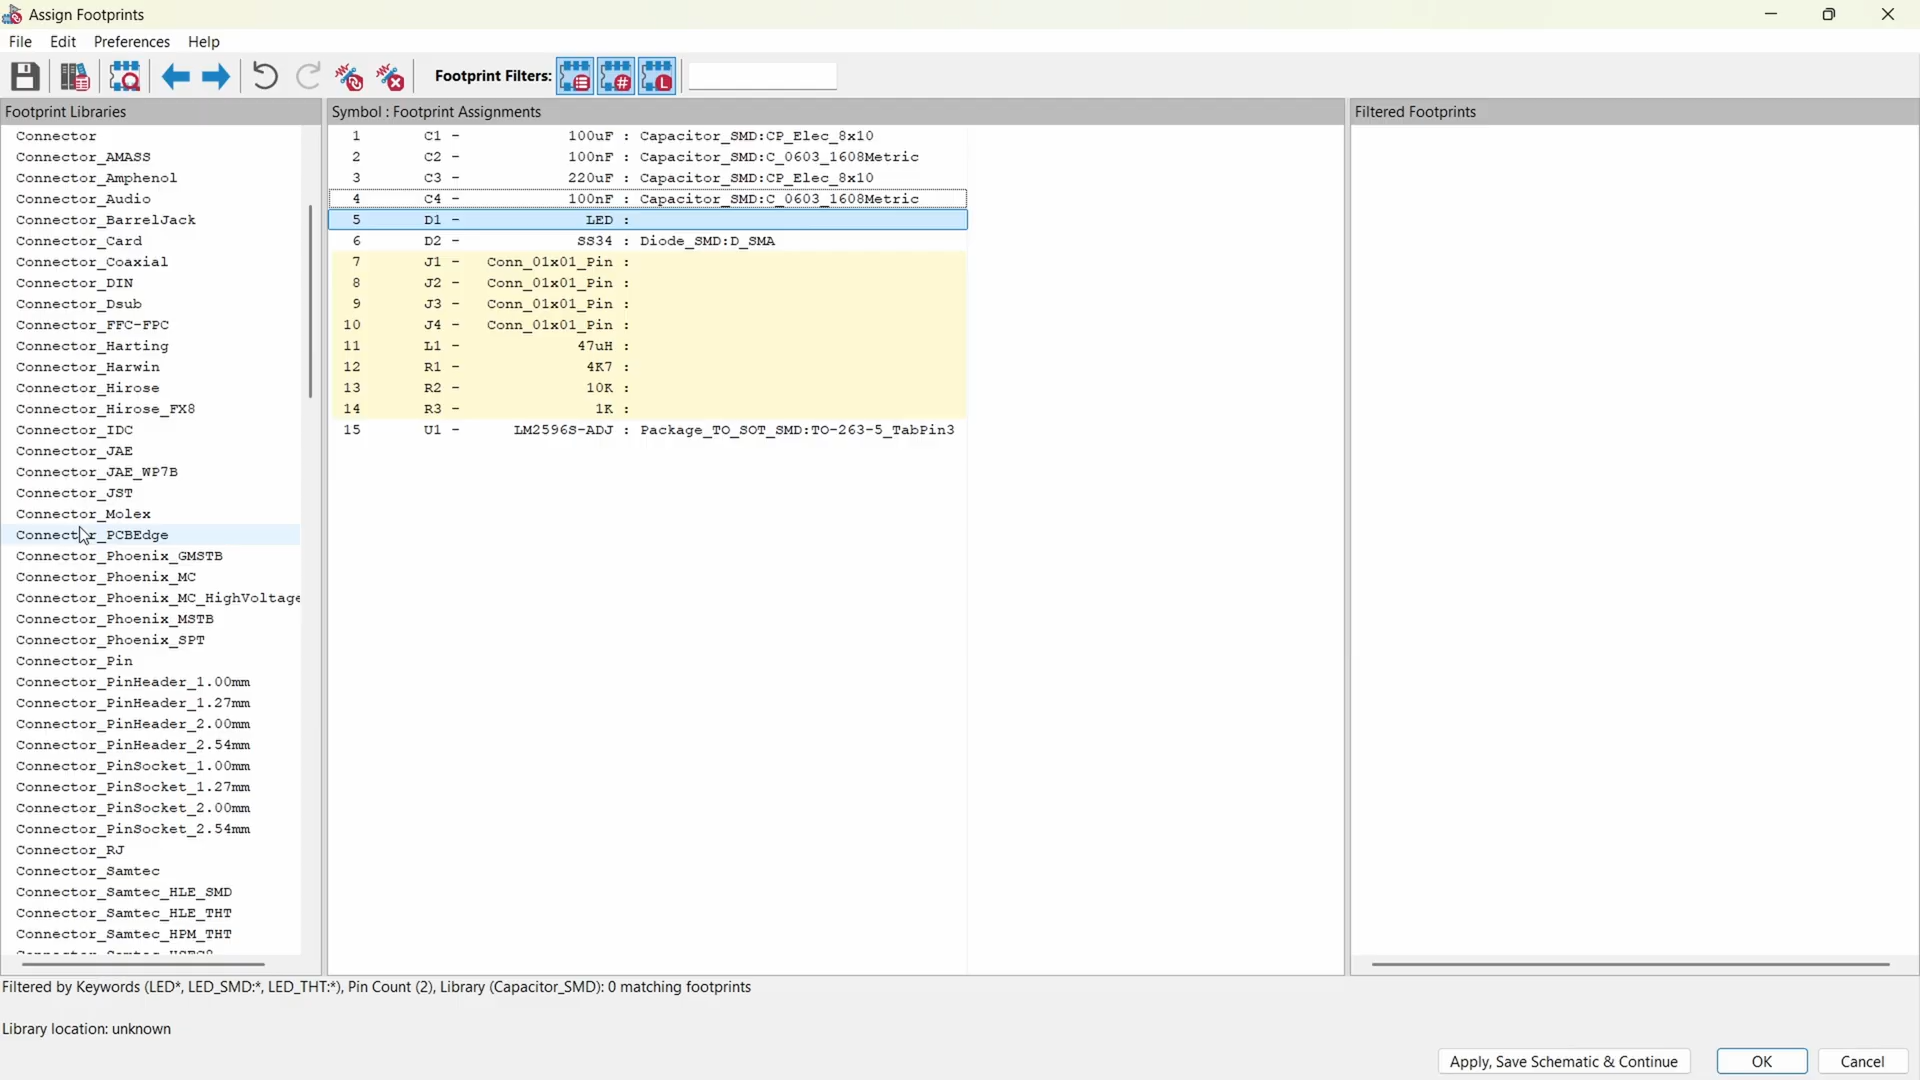 Assign Footprints
File Edit Preferences Help
Footprint Filters:
Footprint Libraries
Connector
Connector_AMASS
Connector_Amphenol
Connector_Audio
Connector_BarrelJack
Connector_Card
Connector_Coaxial
Connector_DIN
Connector_Dsub
Connector_FFC-FPC
Connector_Harting
Connector_Harwin
Connector_Hirose
Connector_Hirose_FX8
Connector_IDC
Connector_JAE
Connector_JAE_WP7B
Connector_JST
Connector_Molex
Connector_PCBEdge
Connector_Phoenix_GMSTB
Connector_Phoenix_MC
Connector_Phoenix_MC_HighVoltage
Connector_Phoenix_MSTB
Connector_Phoenix_SPT
Connector_Pin
Connector_PinHeader_1.00mm
Connector_PinHeader_1.27mm
Connector_PinHeader_2.00mm
Connector_PinHeader_2.54mm
Connector_PinSocket_1.00mm
Connector_PinSocket_1.27mm
Connector_PinSocket_2.00mm
Connector_PinSocket_2.54mm
Connector_RJ
Connector_Samtec
Connector_Samtec_HLE_SMD
Connector_Samtec_HLE_THT
Connector_Samtec_HPM_THT
Symbol : Footprint Assignments
1 C1 - 100uF : Capacitor_SMD:CP_Elec_8x10
2 C2 - 100nF : Capacitor_SMD:C_0603_1608Metric
3 C3 - 220uF : Capacitor_SMD:CP_Elec_8x10
4 C4 - 100nF : Capacitor_SMD:C_0603_1608Metric
5 D1 - LED :
6 D2 - SS34 : Diode_SMD:D_SMA
7 J1 - Conn_01x01_Pin :
8 J2 - Conn_01x01_Pin :
9 J3 - Conn_01x01_Pin :
10 J4 - Conn_01x01_Pin :
11 L1 - 47uH :
12 R1 - 4K7 :
13 R2 - 10K :
14 R3 - 1K :
15 U1 - LM2596S-ADJ : Package_TO_SOT_SMD:TO-263-5_TabPin3
Filtered Footprints
Filtered by Keywords (LED*, LED_SMD:*, LED_THT:*), Pin Count (2), Library (Capacitor_SMD): 0 matching footprints
Library location: unknown
Apply, Save Schematic & Continue OK Cancel